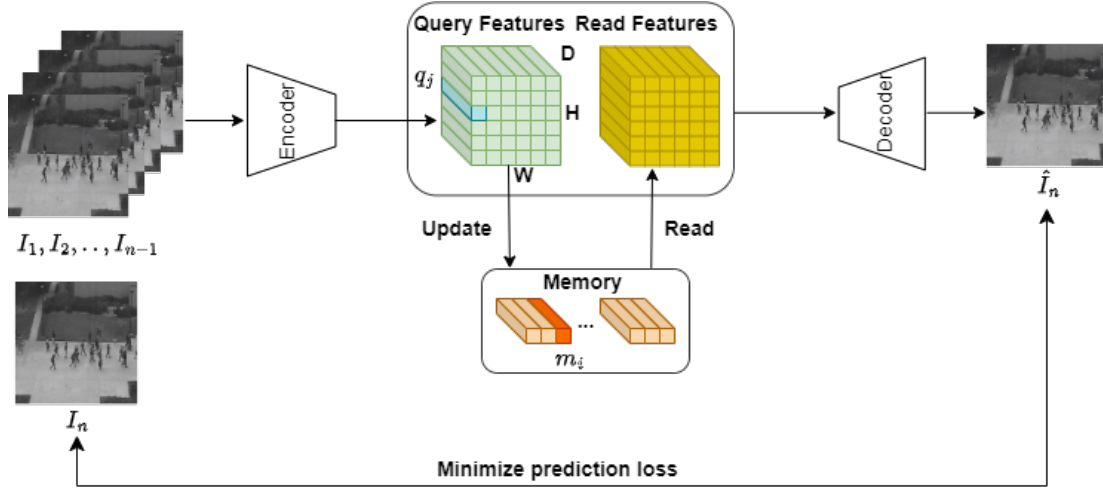 Query Features Read Features
D
q_j
H
W
Encoder
Decoder
I_1, I_2, . . , I_{n-1}
Î_n
Update
Read
Memory
...
m_i
I_n
Minimize prediction loss